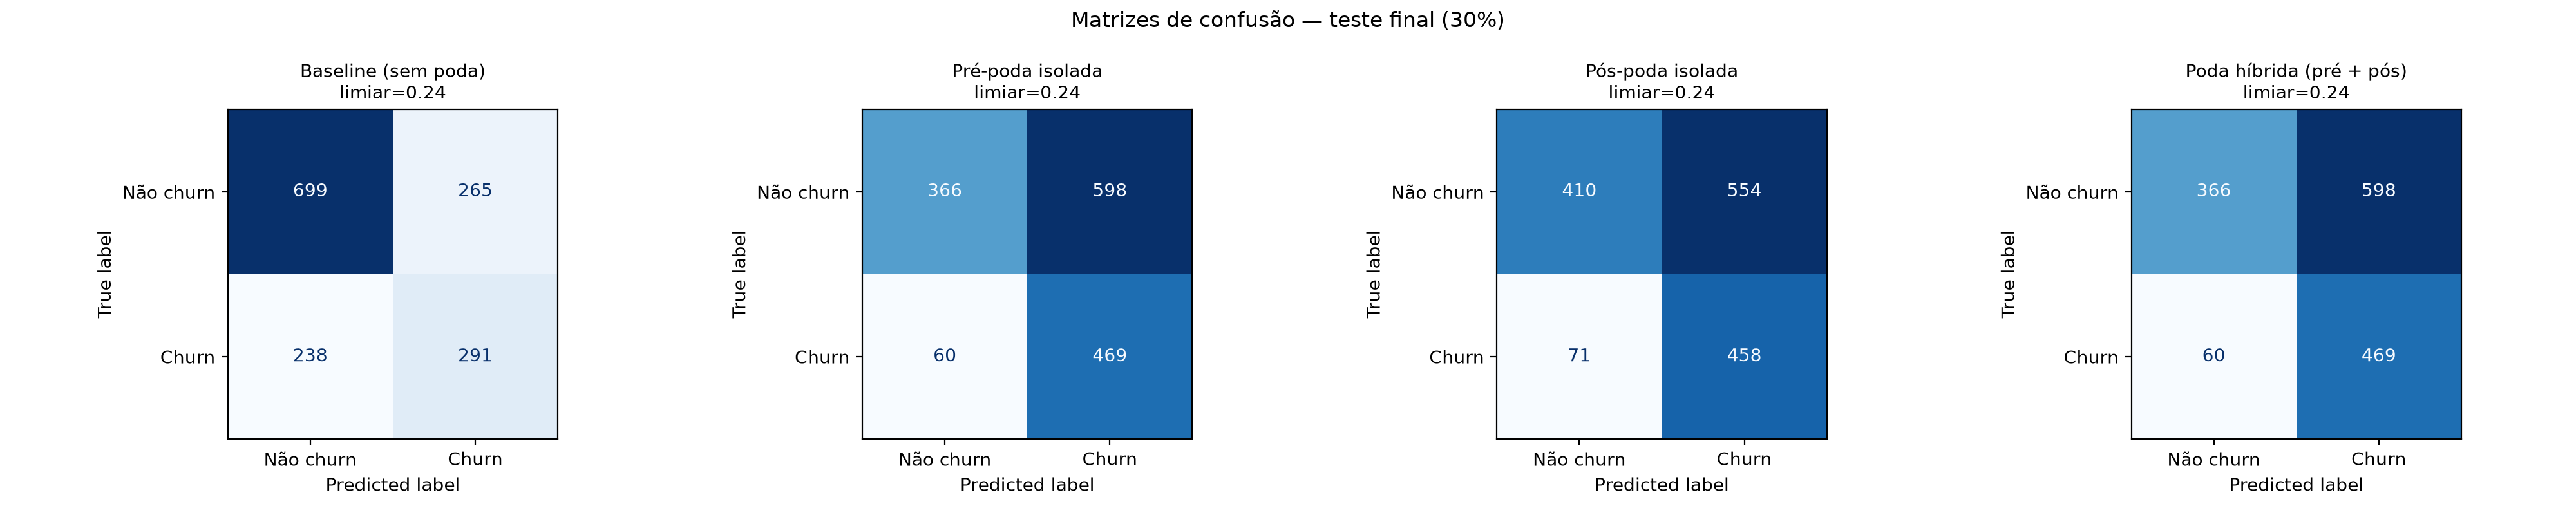 Matrizes de confusão — teste final (30%)
Baseline (sem poda)
limiar=0.24
Não churn
699
265
True label
Churn
238
291
Não churn
Churn
Predicted label
Pré-poda isolada
limiar=0.24
Não churn
366
598
True label
Churn
60
469
Não churn
Churn
Predicted label
Pós-poda isolada
limiar=0.24
Não churn
410
554
True label
Churn
71
458
Não churn
Churn
Predicted label
Poda híbrida (pré + pós)
limiar=0.24
Não churn
366
598
True label
Churn
60
469
Não churn
Churn
Predicted label